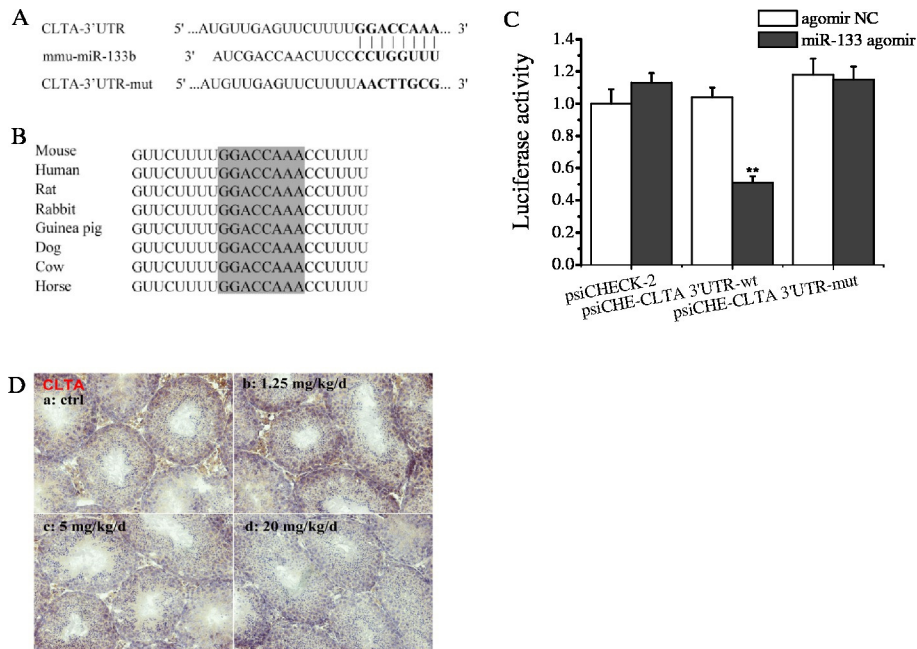 A
CLTA-3'UTR 5' ...AUGUUGAGUUCUUUUGGACCAAA... 3'
mmu-miR-133b 3' AUCGACCAACUUCCCCUGGUUU 5'
CLTA-3'UTR-mut 5' ...AUGUUGAGUUCUUUUAACTTGCG... 3'
B
Mouse GUUCUUUUGGACCAAACCUUUU
Human GUUCUUUUGGACCAAACCUUUU
Rat GUUCUUUUGGACCAAACCUUUU
Rabbit GUUCUUUUGGACCAAACCUUUU
Guinea pig GUUCUUUUGGACCAAACCUUUU
Dog GUUCUUUUGGACCAAACCUUUU
Cow GUUCUUUUGGACCAAACCUUUU
Horse GUUCUUUUGGACCAAACCUUUU
C
agomir NC
miR-133 agomir
Luciferase activity
1.4
1.2
1.0
0.8
0.6
0.4
0.2
0.0
**
psiCHECK-2
psiCHE-CLTA 3'UTR-wt
psiCHE-CLTA 3'UTR-mut
D
CLTA
a: ctrl
b: 1.25 mg/kg/d
c: 5 mg/kg/d
d: 20 mg/kg/d